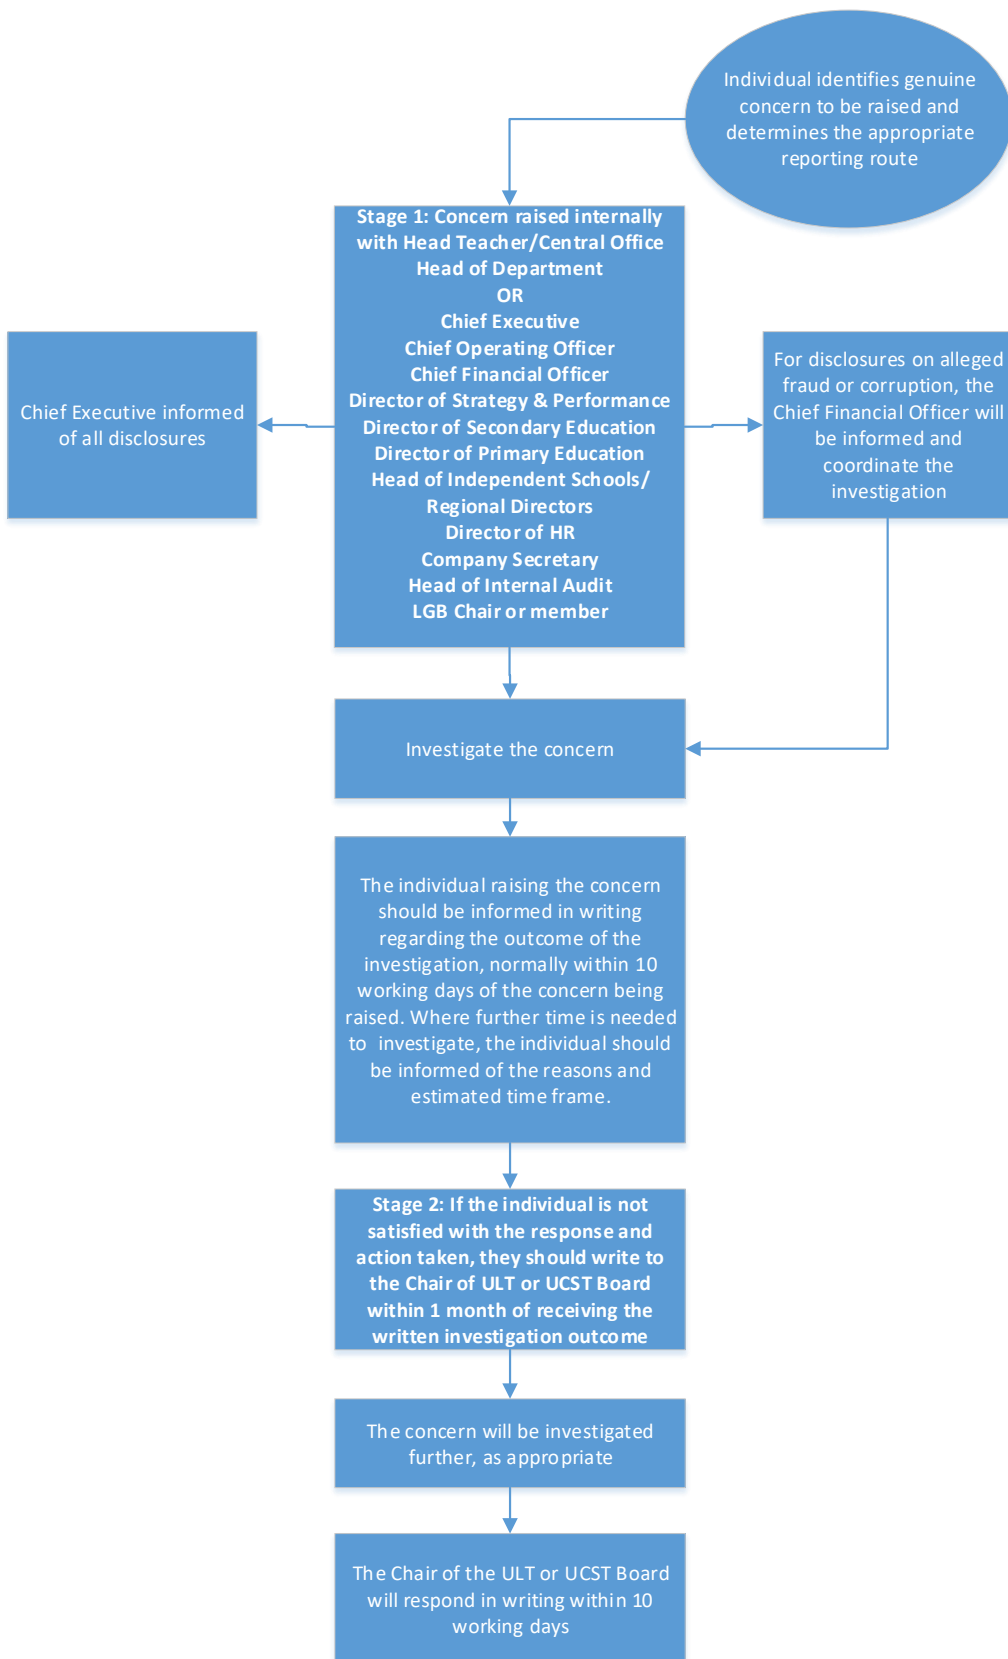 Individual identifies genuine
concern to be raised and
determines the appropriate
reporting route
Stage 1: Concern raised internally
with Head Teacher/Central Office
Head of Department
OR
Chief Executive
Chief Operating Officer
Chief Financial Officer
Director of Strategy & Performance
Director of Secondary Education
Director of Primary Education
Head of Independent Schools/
Regional Directors
Director of HR
Company Secretary
Head of Internal Audit
LGB Chair or member
Chief Executive informed
of all disclosures
For disclosures on alleged
fraud or corruption, the
Chief Financial Officer will
be informed and
coordinate the
investigation
Investigate the concern
The individual raising the concern
should be informed in writing
regarding the outcome of the
investigation, normally within 10
working days of the concern being
raised. Where further time is needed
to investigate, the individual should
be informed of the reasons and
estimated time frame.
Stage 2: If the individual is not
satisfied with the response and
action taken, they should write to
the Chair of ULT or UCST Board
within 1 month of receiving the
written investigation outcome
The concern will be investigated
further, as appropriate
The Chair of the ULT or UCST Board
will respond in writing within 10
working days